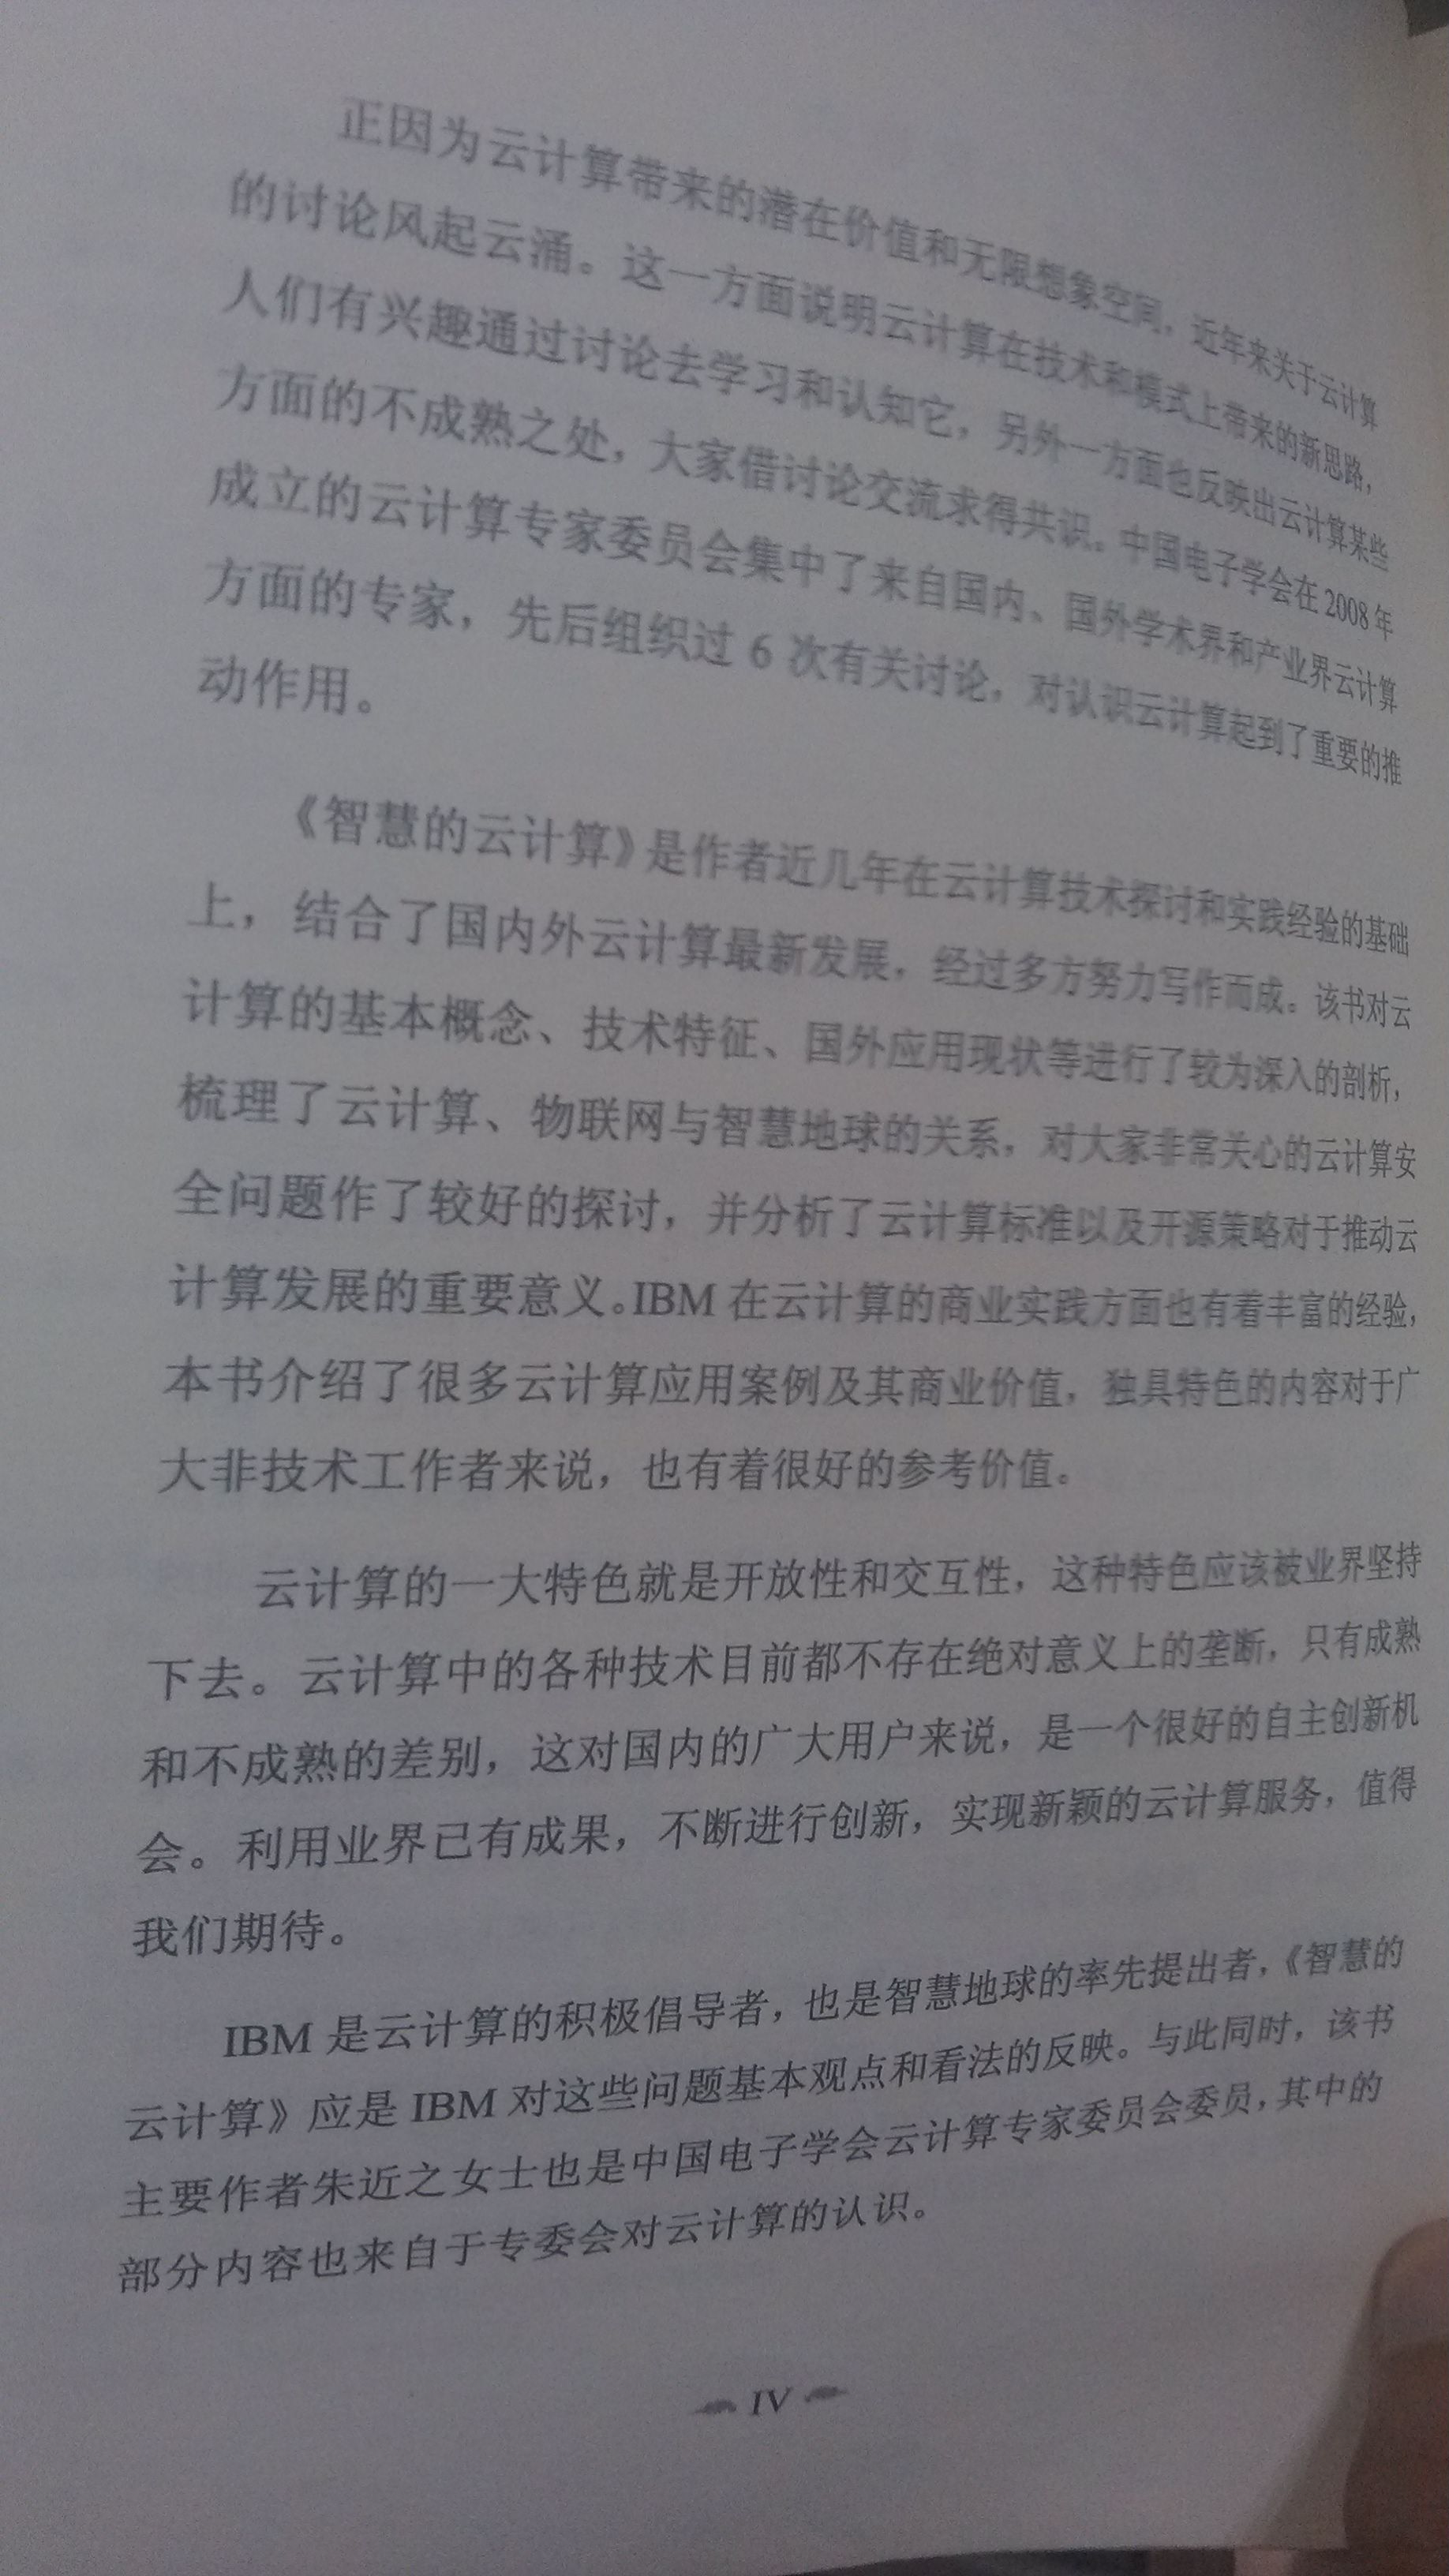 正因为云计算带来的潜在价值和无限想象空间，近年来关于云计算
的讨论风起云涌。这一方面说明云计算在技术和模式上带来的新思路，
人们有兴趣通过讨论去学习和认知它，另外一方面也反映出云计算某些
方面的不成熟之处，大家借讨论交流求得共识。中国电子学会在 2008 年
成立的云计算专家委员会集中了来自国内、国外学术界和产业界云计算
方面的专家，先后组织过 6 次有关讨论，对认识云计算起到了重要的推
动作用。
《智慧的云计算》是作者近几年在云计算技术探讨和实践经验的基础
上，结合了国内外云计算最新发展，经过多方努力写作而成。该书对云
计算的基本概念、技术特征、国外应用现状等进行了较为深入的剖析，
梳理了云计算、物联网与智慧地球的关系，对大家非常关心的云计算安
全问题作了较好的探讨，并分析了云计算标准以及开源策略对于推动云
计算发展的重要意义。IBM 在云计算的商业实践方面也有着丰富的经验，
本书介绍了很多云计算应用案例及其商业价值，独具特色的内容对于广
大非技术工作者来说，也有着很好的参考价值。
云计算的一大特色就是开放性和交互性，这种特色应该被业界坚持
下去。云计算中的各种技术目前都不存在绝对意义上的垄断，只有成熟
和不成熟的差别，这对国内的广大用户来说，是一个很好的自主创新机
会。利用业界已有成果，不断进行创新，实现新颖的云计算服务，值得
我们期待。
IBM 是云计算的积极倡导者，也是智慧地球的率先提出者，《智慧的
云计算》应是 IBM 对这些问题基本观点和看法的反映。与此同时，该书
主要作者朱近之女士也是中国电子学会云计算专家委员会委员，其中的
部分内容也来自于专委会对云计算的认识。
IV